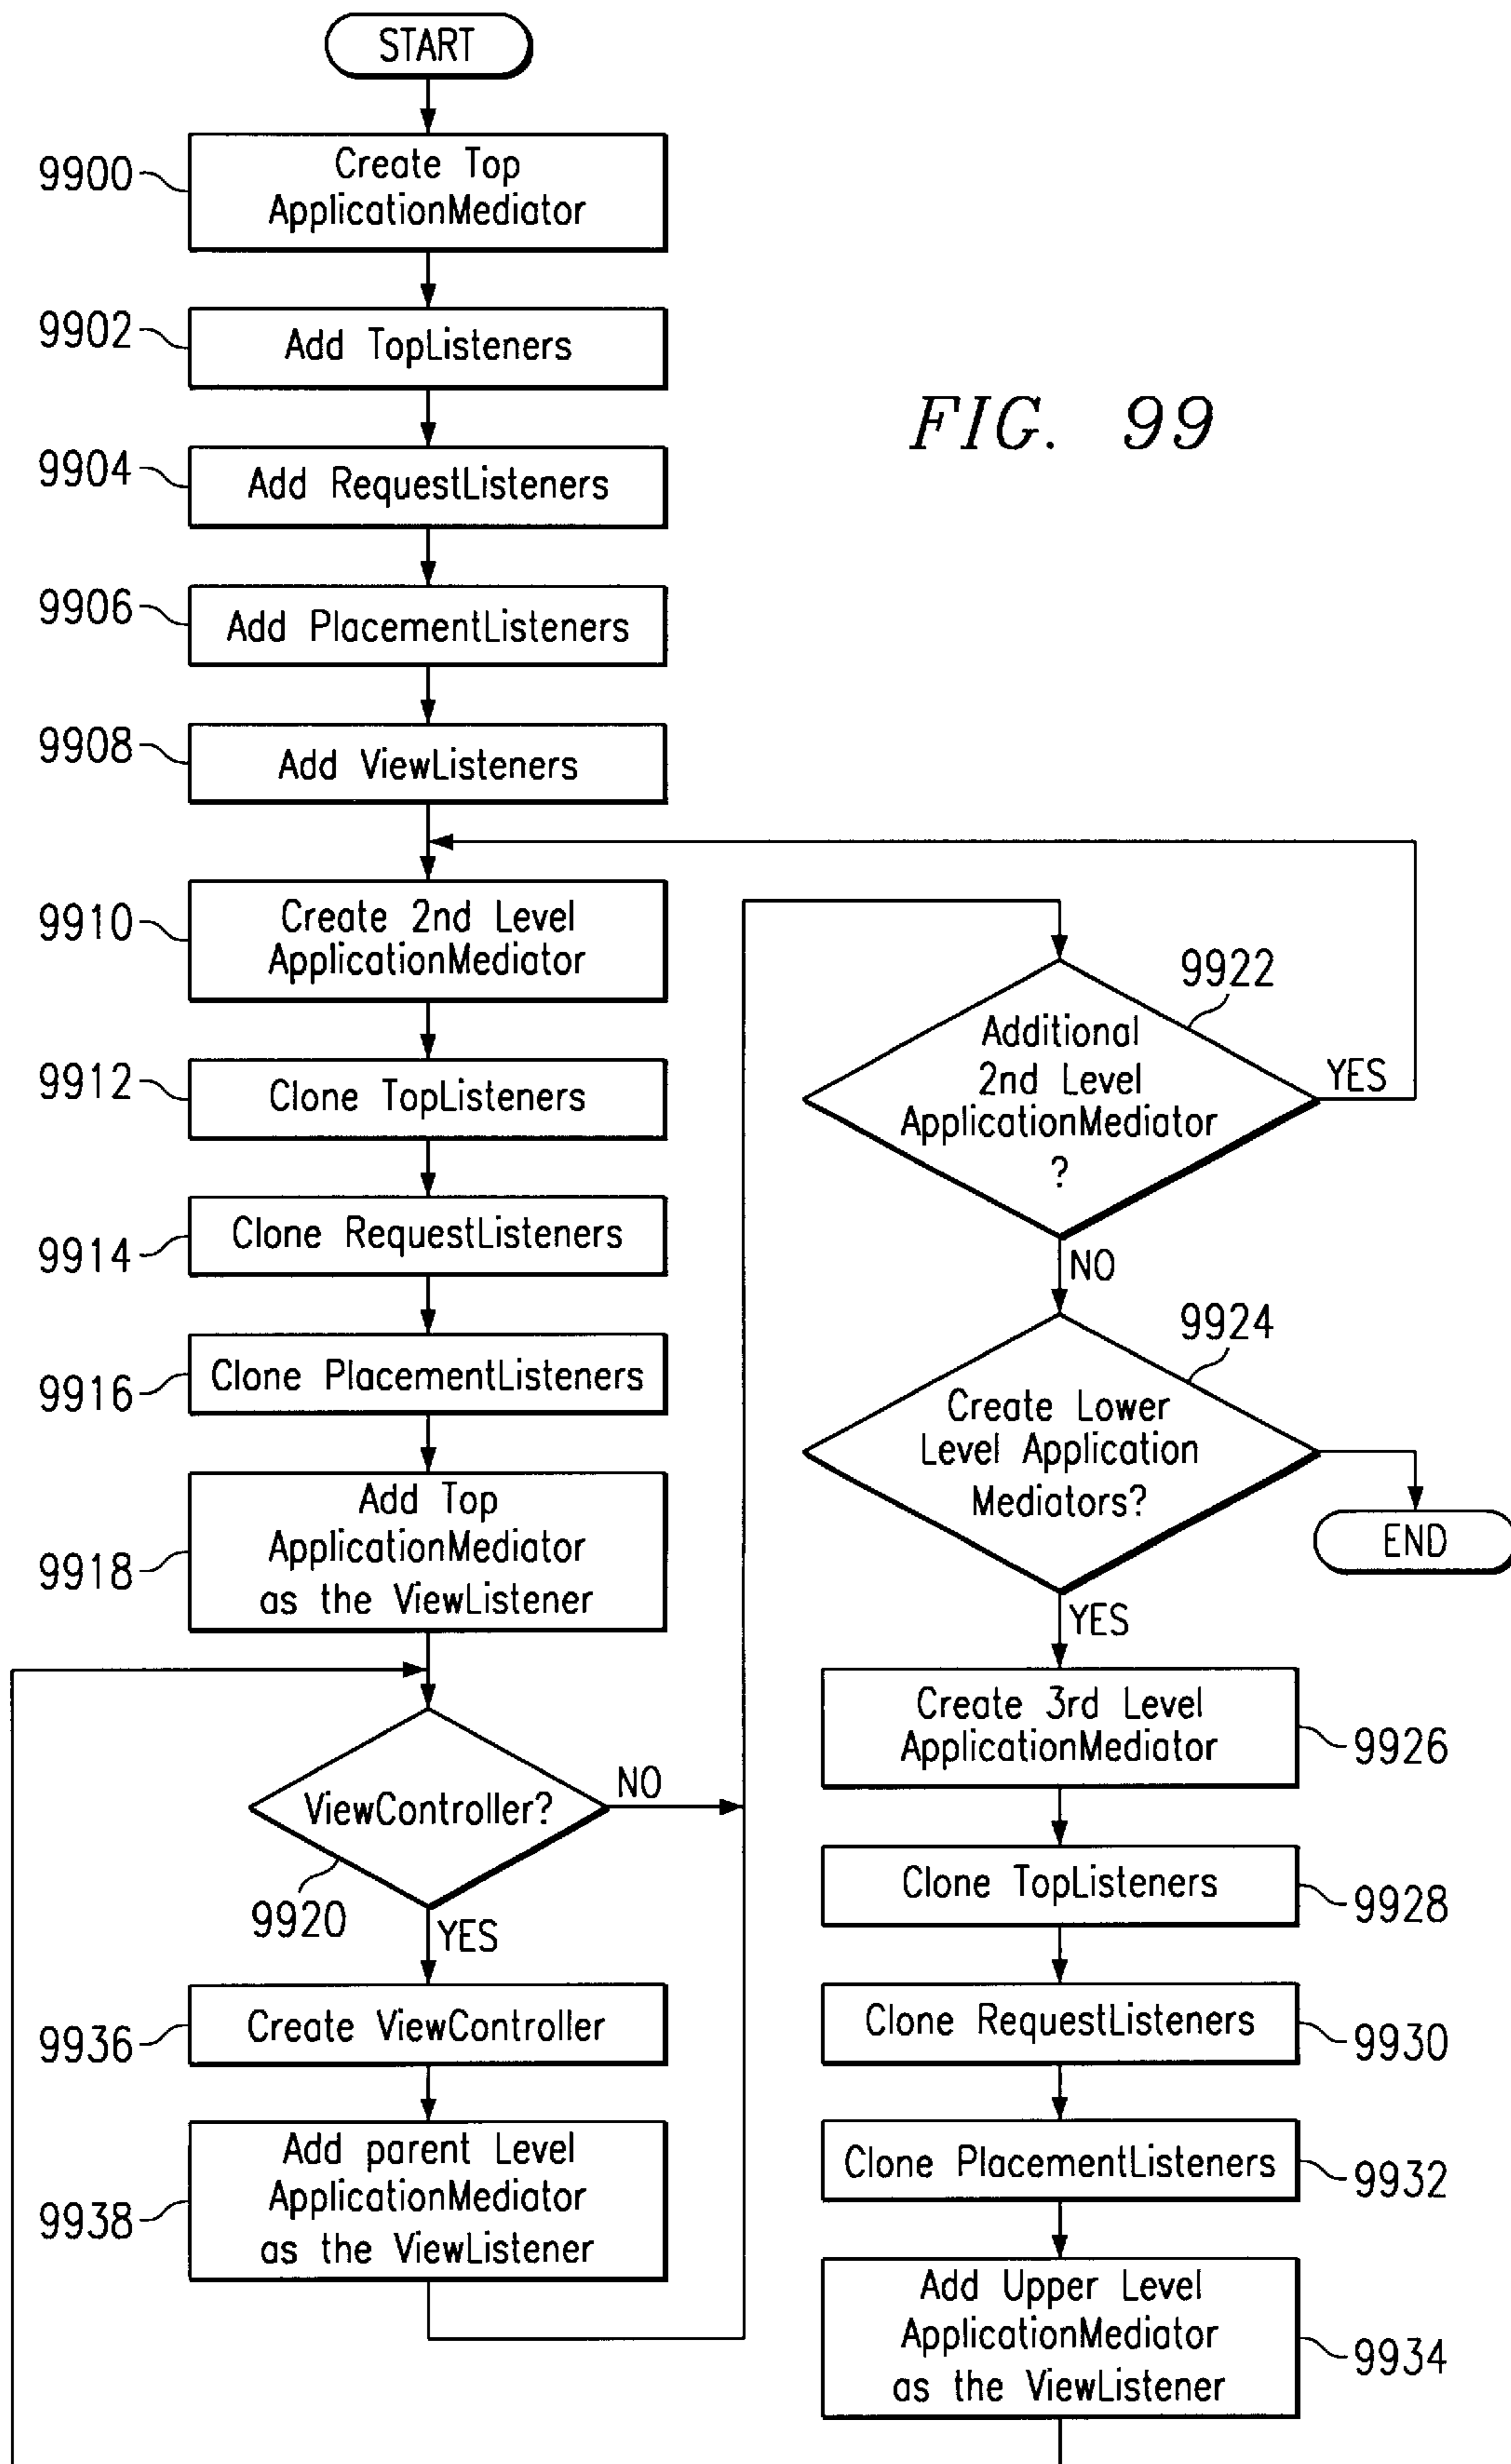 START
9900
Create Top
ApplicationMediator
9902
Add TopListeners
FIG. 99
9904
Add RequestListeners
9906
Add PlacementListeners
9908
Add ViewListeners
9910
Create 2nd Level
ApplicationMediator
9912
Clone TopListeners
9914
Clone RequestListeners
9916
Clone PlacementListeners
9918
Add Top
ApplicationMediator
as the ViewListener
ViewController?
NO
9920
YES
9936
Create ViewController
9938
Add parent Level
ApplicationMediator
as the ViewListener
9922
Additional
2nd Level
ApplicationMediator
?
YES
NO
9924
Create Lower
Level Application
Mediators?
END
YES
Create 3rd Level
ApplicationMediator
9926
Clone TopListeners
9928
Clone RequestListeners
9930
Clone PlacementListeners
9932
Add Upper Level
ApplicationMediator
as the ViewListener
9934